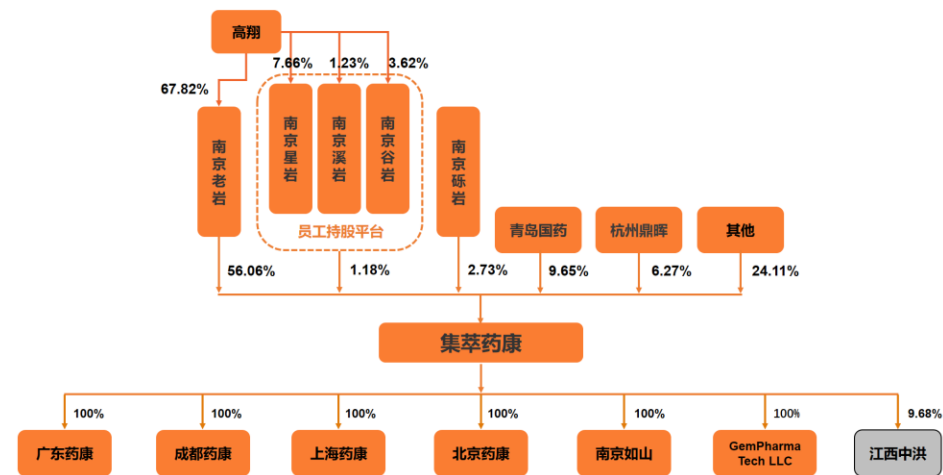 高翔
7.66%
1.23%
3.62%
67.82%
南京老岩
南京星岩
南京溪岩
南京谷岩
南京砾岩
员工持股平台
青岛国药
杭州鼎晖
其他
56.06%
1.18%
2.73%
9.65%
6.27%
24.11%
集萃药康
100%
100%
100%
100%
100%
100%
9.68%
广东药康
成都药康
上海药康
北京药康
南京如山
GemPharma
Tech LLC
江西中洪